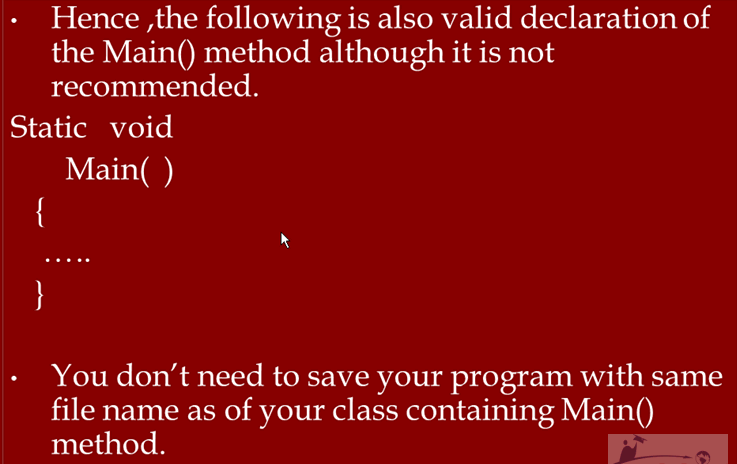 • Hence ,the following is also valid declaration of
the Main() method although it is not
recommended.
Static void
Main( )
{
…..
}
• You don’t need to save your program with same
file name as of your class containing Main()
method.